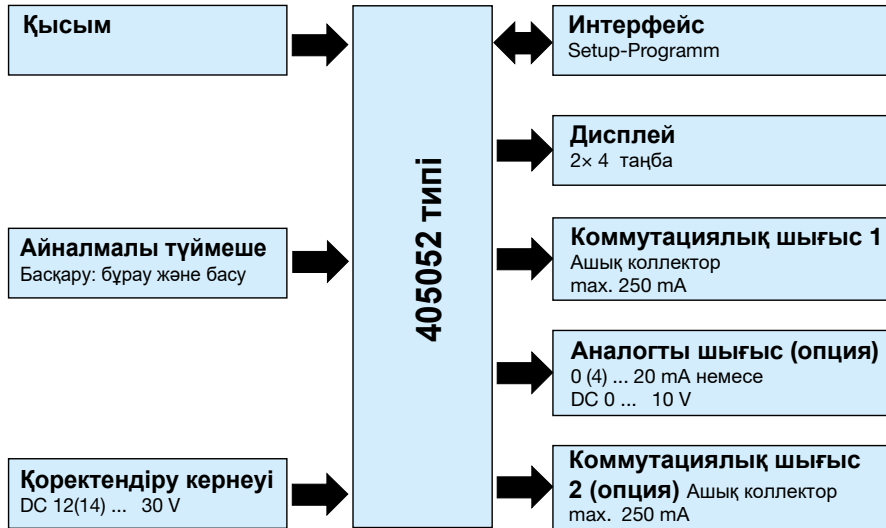 Қысым
Айналмалы түймеше
Басқару: бұрау және басу
Қоректендіру кернеуі
DC 12(14) ... 30 V
405052 типі
Интерфейс
Setup-Programm
Дисплей
2× 4 таңба
Коммутациялық шығыс 1
Ашық коллектор
max. 250 mA
Аналогты шығыс (опция)
0 (4) ... 20 mA немесе
DC 0 ... 10 V
Коммутациялық шығыс
2 (опция) Ашық коллектор
max. 250 mA